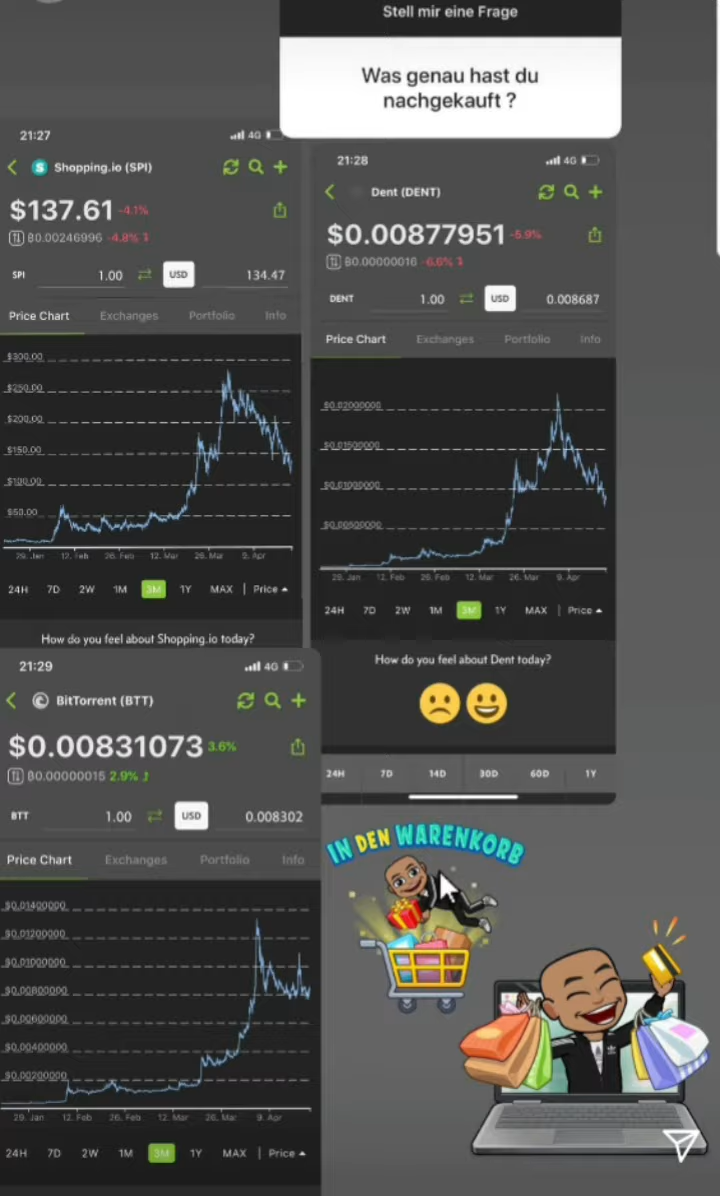 Stell mir eine Frage
Was genau hast du
nachgekauft ?
21:27
4G
Shopping.io (SPI)
$137.61 -4.1%
₿0.00246996 -4.8%
SPI 1.00 USD 134.47
Price Chart Exchanges Portfolio Info
$300.00
$250.00
$200.00
$150.00
$100.00
$50.00
29. Jan 12. Feb 26. Feb 12. Mar 26. Mar 9. Apr
24H 7D 2W 1M 3M 1Y MAX | Price
How do you feel about Shopping.io today?
21:28
4G
Dent (DENT)
$0.00877951 -5.9%
₿0.00000016 -6.6%
DENT 1.00 USD 0.008687
Price Chart Exchanges Portfolio Info
$0.02000000
$0.01500000
$0.01000000
$0.00500000
29. Jan 12. Feb 26. Feb 12. Mar 26. Mar 9. Apr
24H 7D 2W 1M 3M 1Y MAX | Price
How do you feel about Dent today?
24H 7D 14D 30D 60D 1Y
21:29
4G
BitTorrent (BTT)
$0.00831073 3.6%
₿0.00000015 2.9%
BTT 1.00 USD 0.008302
Price Chart Exchanges Portfolio Info
$0.01400000
$0.01200000
$0.01000000
$0.00800000
$0.00600000
$0.00400000
$0.00200000
29. Jan 12. Feb 26. Feb 12. Mar 26. Mar 9. Apr
24H 7D 2W 1M 3M 1Y MAX | Price
IN DEN WARENKORB